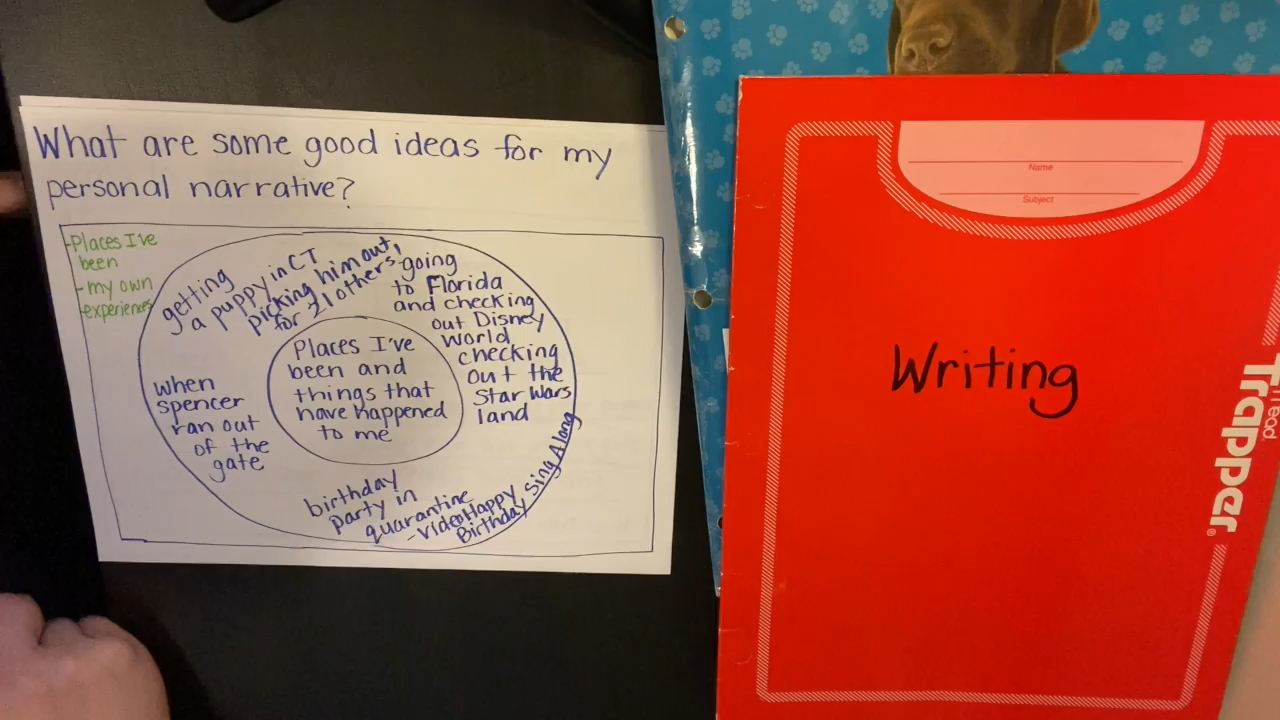 What are some good ideas for my
personal narrative?
-Places I've
been
-my own
experiences
getting
a puppy in CT
picking him out,
for 21 others
-going
to Florida
and checking
out Disney
world
checking
out the
Star Wars
land
Places I've
been and
things that
have happened
to me
when
spencer
ran out
of the
gate
birthday
party in
quarantine
-video Happy
Birthday Sing Along
Name
Subject
Writing
Trapper